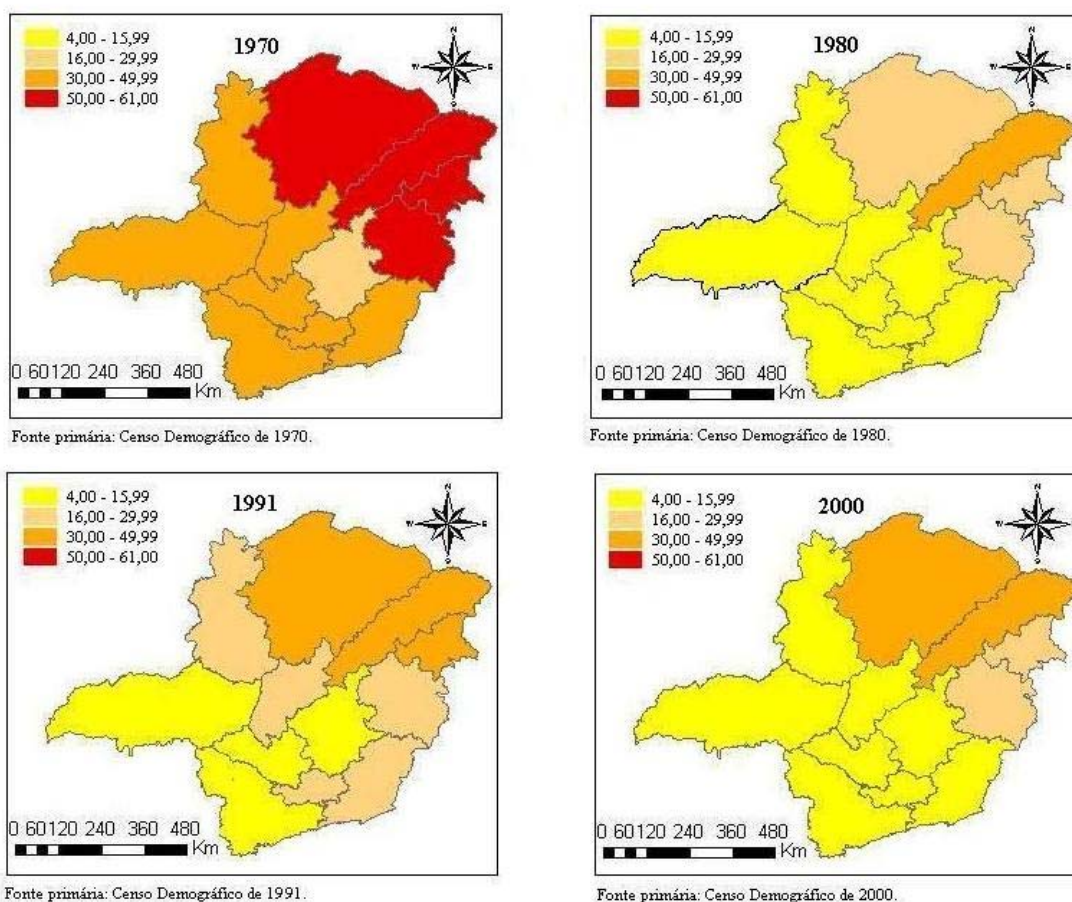 1970
4,00 - 15,99
16,00 - 29,99
30,00 - 49,99
50,00 - 61,00
N
W E
S
0 60120 240 360 480
Km
Fonte primária: Censo Demográfico de 1970.
1980
4,00 - 15,99
16,00 - 29,99
30,00 - 49,99
50,00 - 61,00
N
W E
0 60120 240 360 480
Km
Fonte primária: Censo Demográfico de 1980.
1991
4,00 - 15,99
16,00 - 29,99
30,00 - 49,99
50,00 - 61,00
N
W E
0 60120 240 360 480
Km
Fonte primária: Censo Demográfico de 1991.
2000
4,00 - 15,99
16,00 - 29,99
30,00 - 49,99
50,00 - 61,00
N
W E
0 60120 240 360 480
Km
Fonte primária: Censo Demográfico de 2000.